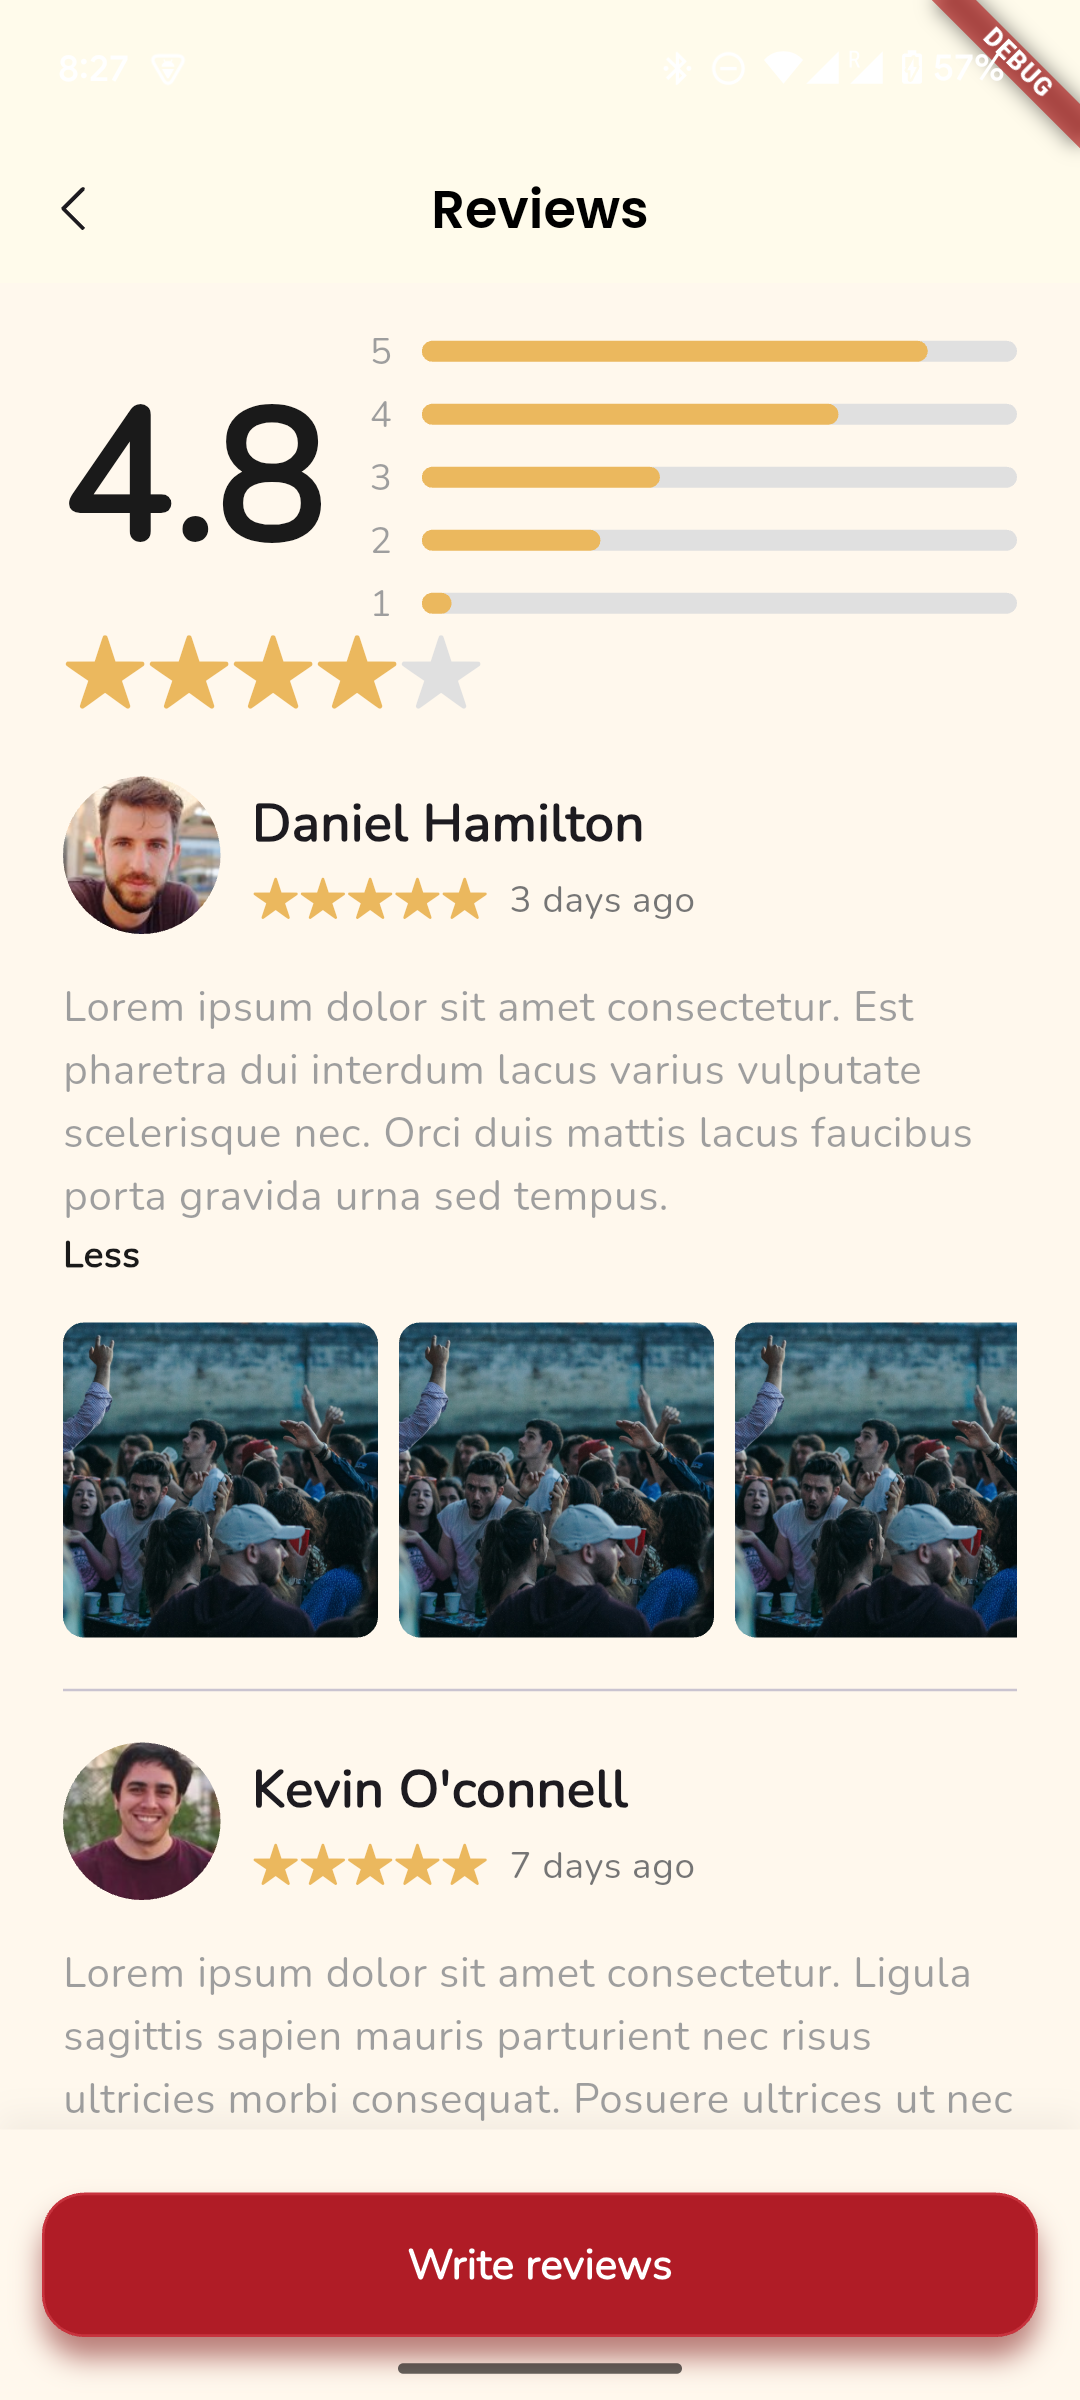 8:27
R
57%
DEBUG
Reviews
5
4
3
2
1
4.8
Daniel Hamilton
3 days ago
Lorem ipsum dolor sit amet consectetur. Est
pharetra dui interdum lacus varius vulputate
scelerisque nec. Orci duis mattis lacus faucibus
porta gravida urna sed tempus.
Less
Kevin O'connell
7 days ago
Lorem ipsum dolor sit amet consectetur. Ligula
sagittis sapien mauris parturient nec risus
ultricies morbi consequat. Posuere ultrices ut nec
Write reviews